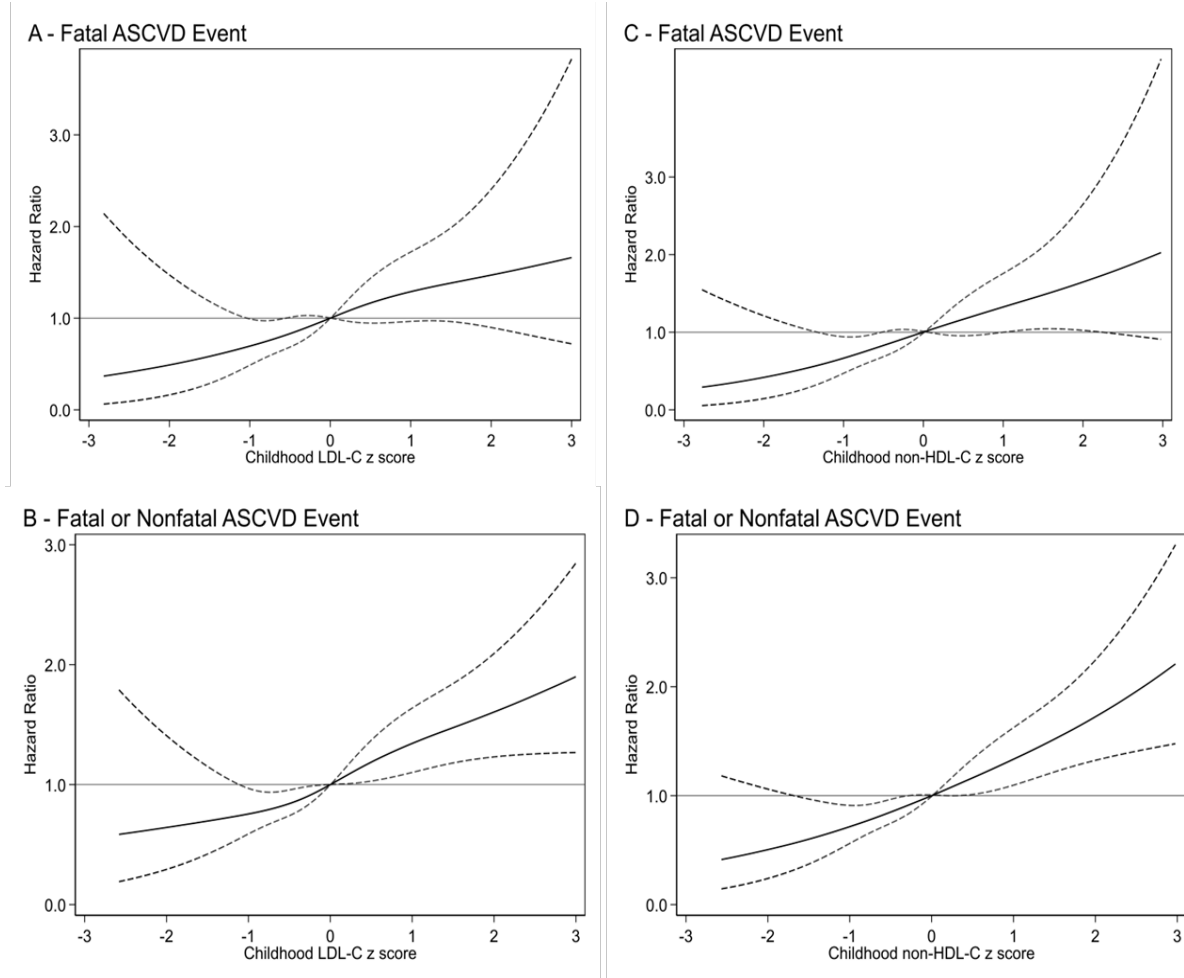 A - Fatal ASCVD Event
Hazard Ratio
3.0
2.0
1.0
0.0
-3 -2 -1 0 1 2 3
Childhood LDL-C z score
C - Fatal ASCVD Event
Hazard Ratio
3.0
2.0
1.0
0.0
-3 -2 -1 0 1 2 3
Childhood non-HDL-C z score
B - Fatal or Nonfatal ASCVD Event
Hazard Ratio
3.0
2.0
1.0
0.0
-3 -2 -1 0 1 2 3
Childhood LDL-C z score
D - Fatal or Nonfatal ASCVD Event
Hazard Ratio
3.0
2.0
1.0
0.0
-3 -2 -1 0 1 2 3
Childhood non-HDL-C z score